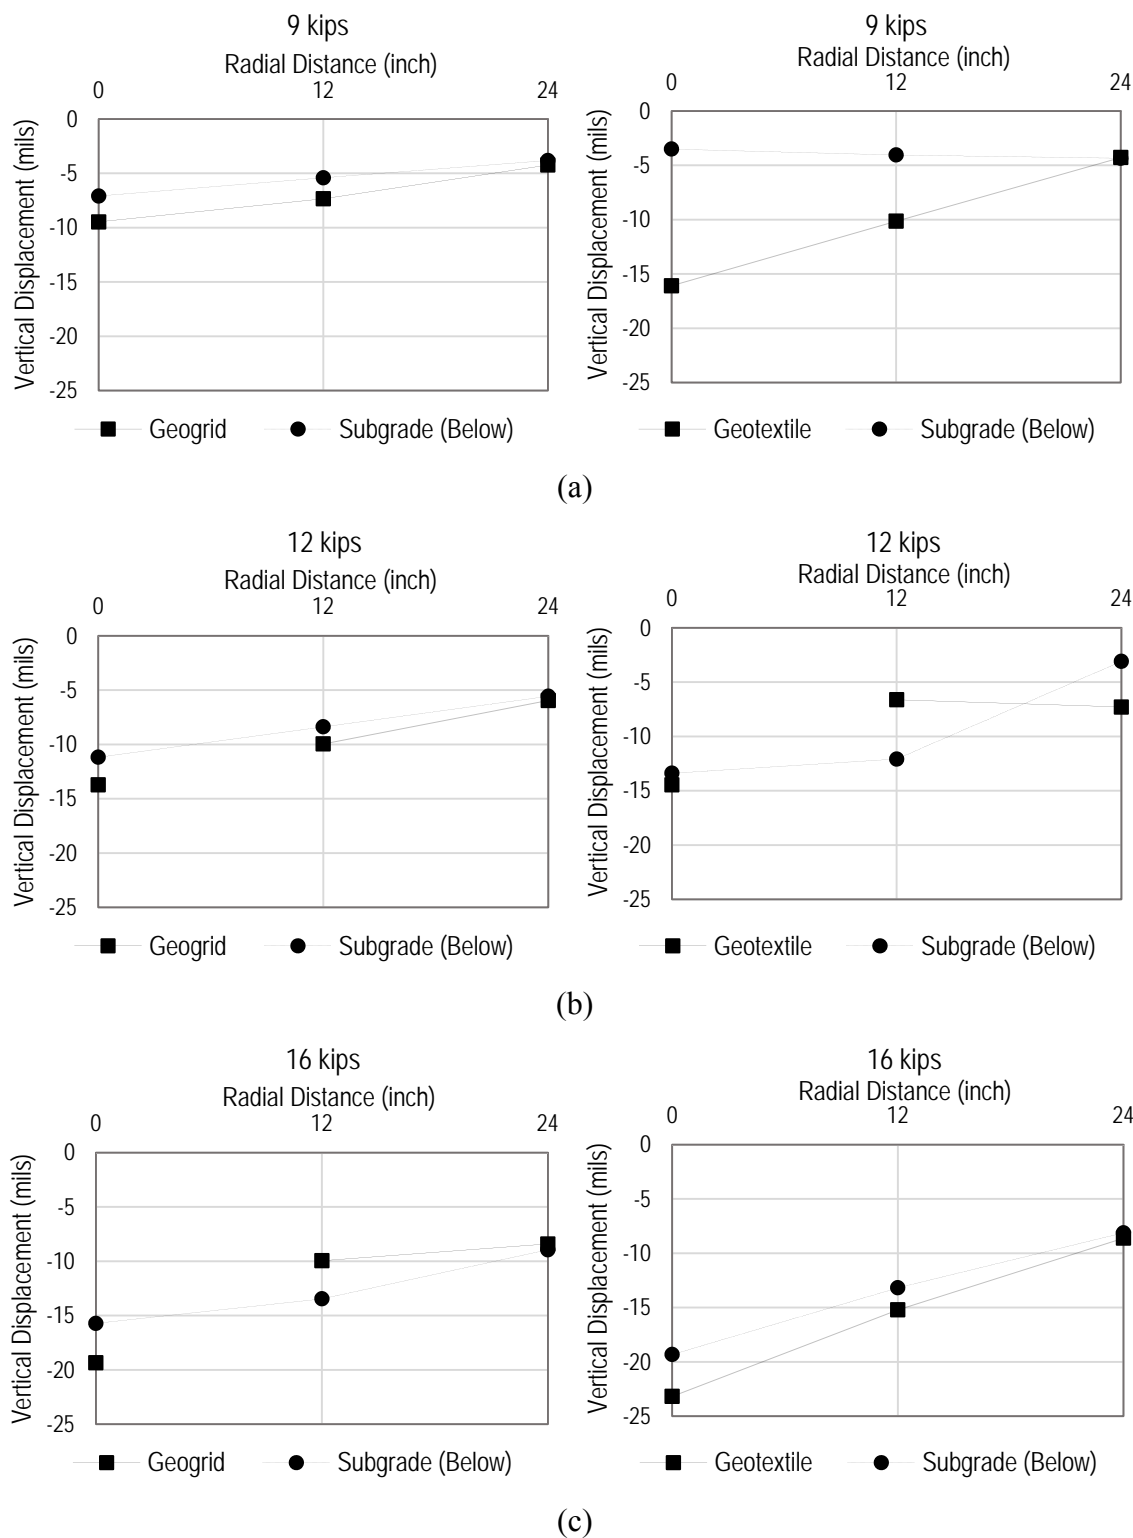 9 kips
Radial Distance (inch)
0 12 24
Vertical Displacement (mils)
0
-5
-10
-15
-20
-25
Geogrid Subgrade (Below)
9 kips
Radial Distance (inch)
0 12 24
Vertical Displacement (mils)
0
-5
-10
-15
-20
-25
Geotextile Subgrade (Below)
(a)
12 kips
Radial Distance (inch)
0 12 24
Vertical Displacement (mils)
0
-5
-10
-15
-20
-25
Geogrid Subgrade (Below)
12 kips
Radial Distance (inch)
0 12 24
Vertical Displacement (mils)
0
-5
-10
-15
-20
-25
Geotextile Subgrade (Below)
(b)
16 kips
Radial Distance (inch)
0 12 24
Vertical Displacement (mils)
0
-5
-10
-15
-20
-25
Geogrid Subgrade (Below)
16 kips
Radial Distance (inch)
0 12 24
Vertical Displacement (mils)
0
-5
-10
-15
-20
-25
Geotextile Subgrade (Below)
(c)